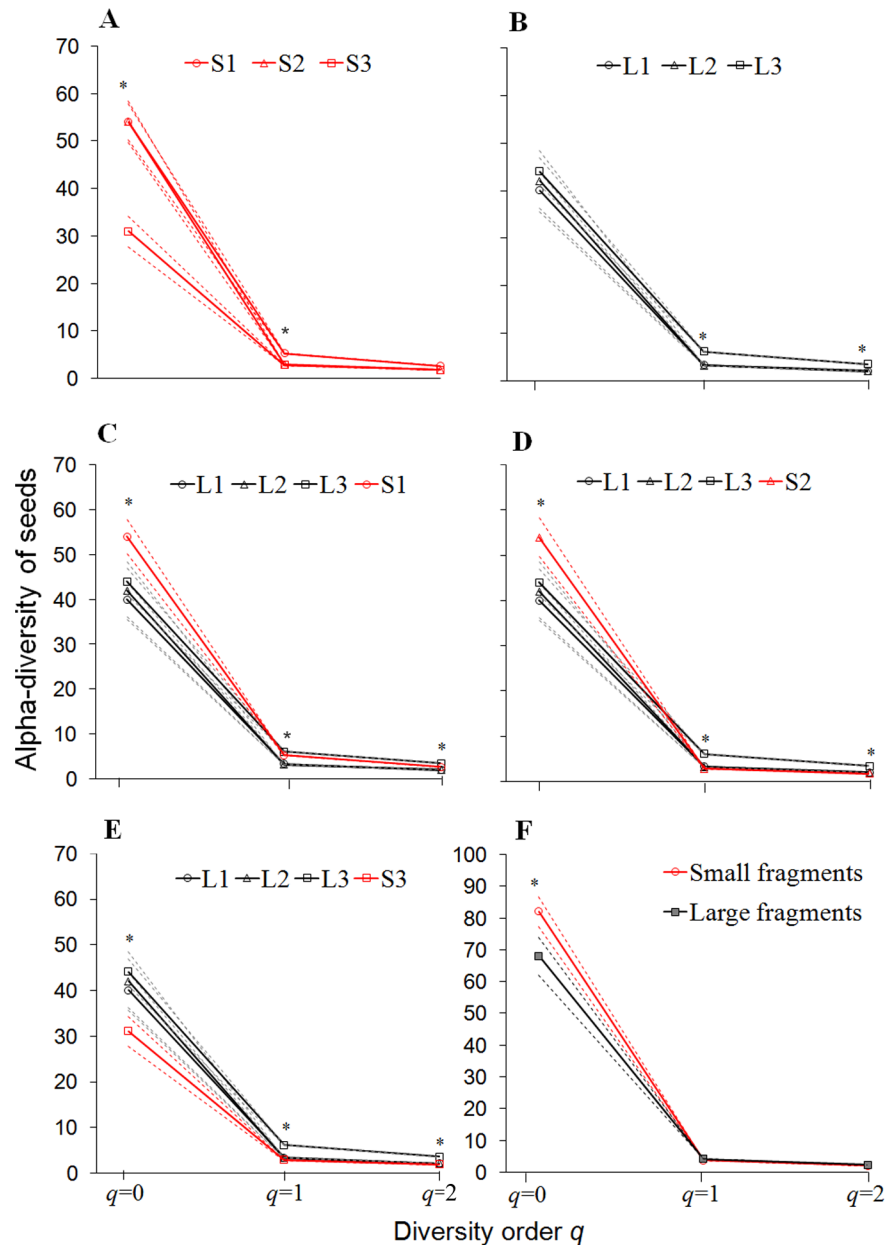 A
S1 S2 S3
70
60
50
40
30
20
10
0
*
*
B
L1 L2 L3
*
*
C
L1 L2 L3 S1
70
60
50
40
30
20
10
0
*
*
*
D
L1 L2 L3 S2
*
*
*
Alpha-diversity of seeds
E
L1 L2 L3 S3
70
60
50
40
30
20
10
0
*
*
*
q=0 q=1 q=2
F
Small fragments
Large fragments
100
90
80
70
60
50
40
30
20
10
0
*
q=0 q=1 q=2
Diversity order q